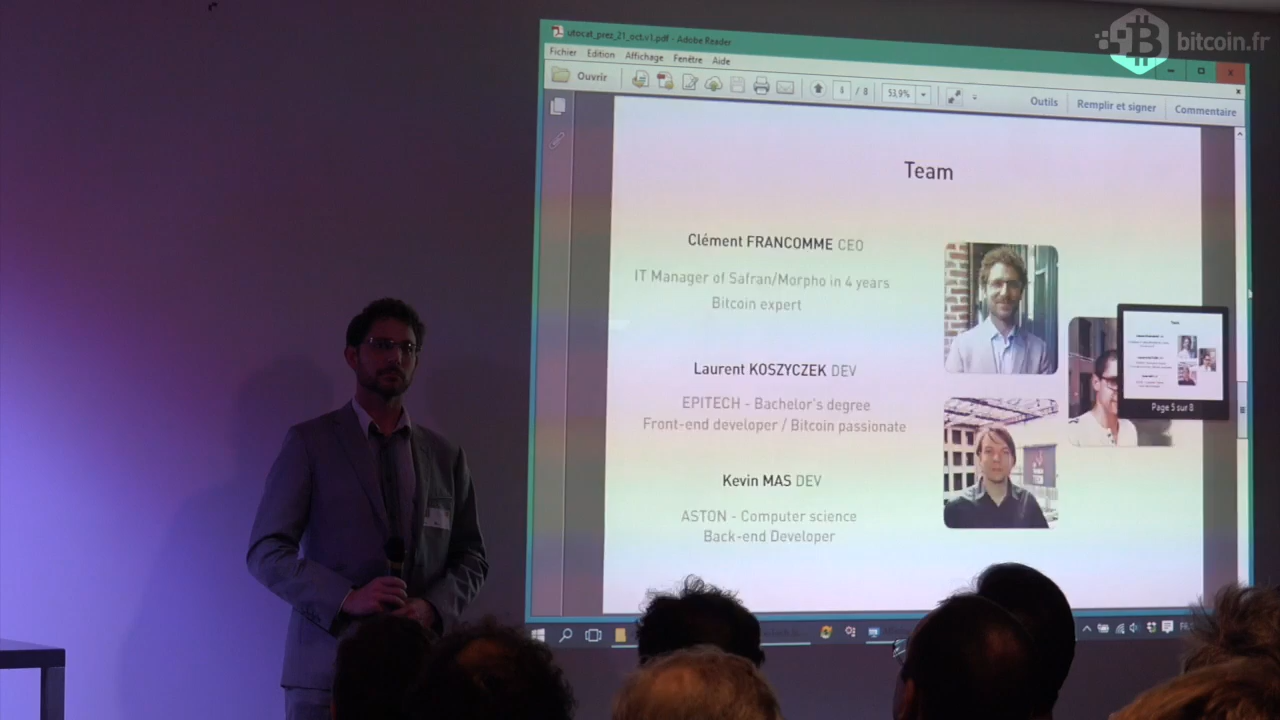 bitcoin.fr
utocat_prez_21_oct.v1.pdf - Adobe Reader
Fichier Edition Affichage Fenêtre Aide
Ouvrir
/ 8
53,9%
Outils
Remplir et signer
Commentaire
Team
Clément FRANCOMME CEO
IT Manager of Safran/Morpho in 4 years
Bitcoin expert
Laurent KOSZYCZEK DEV
EPITECH - Bachelor's degree
Front-end developer / Bitcoin passionate
Kevin MAS DEV
ASTON - Computer science
Back-end Developer
Team
Page 5 sur 8